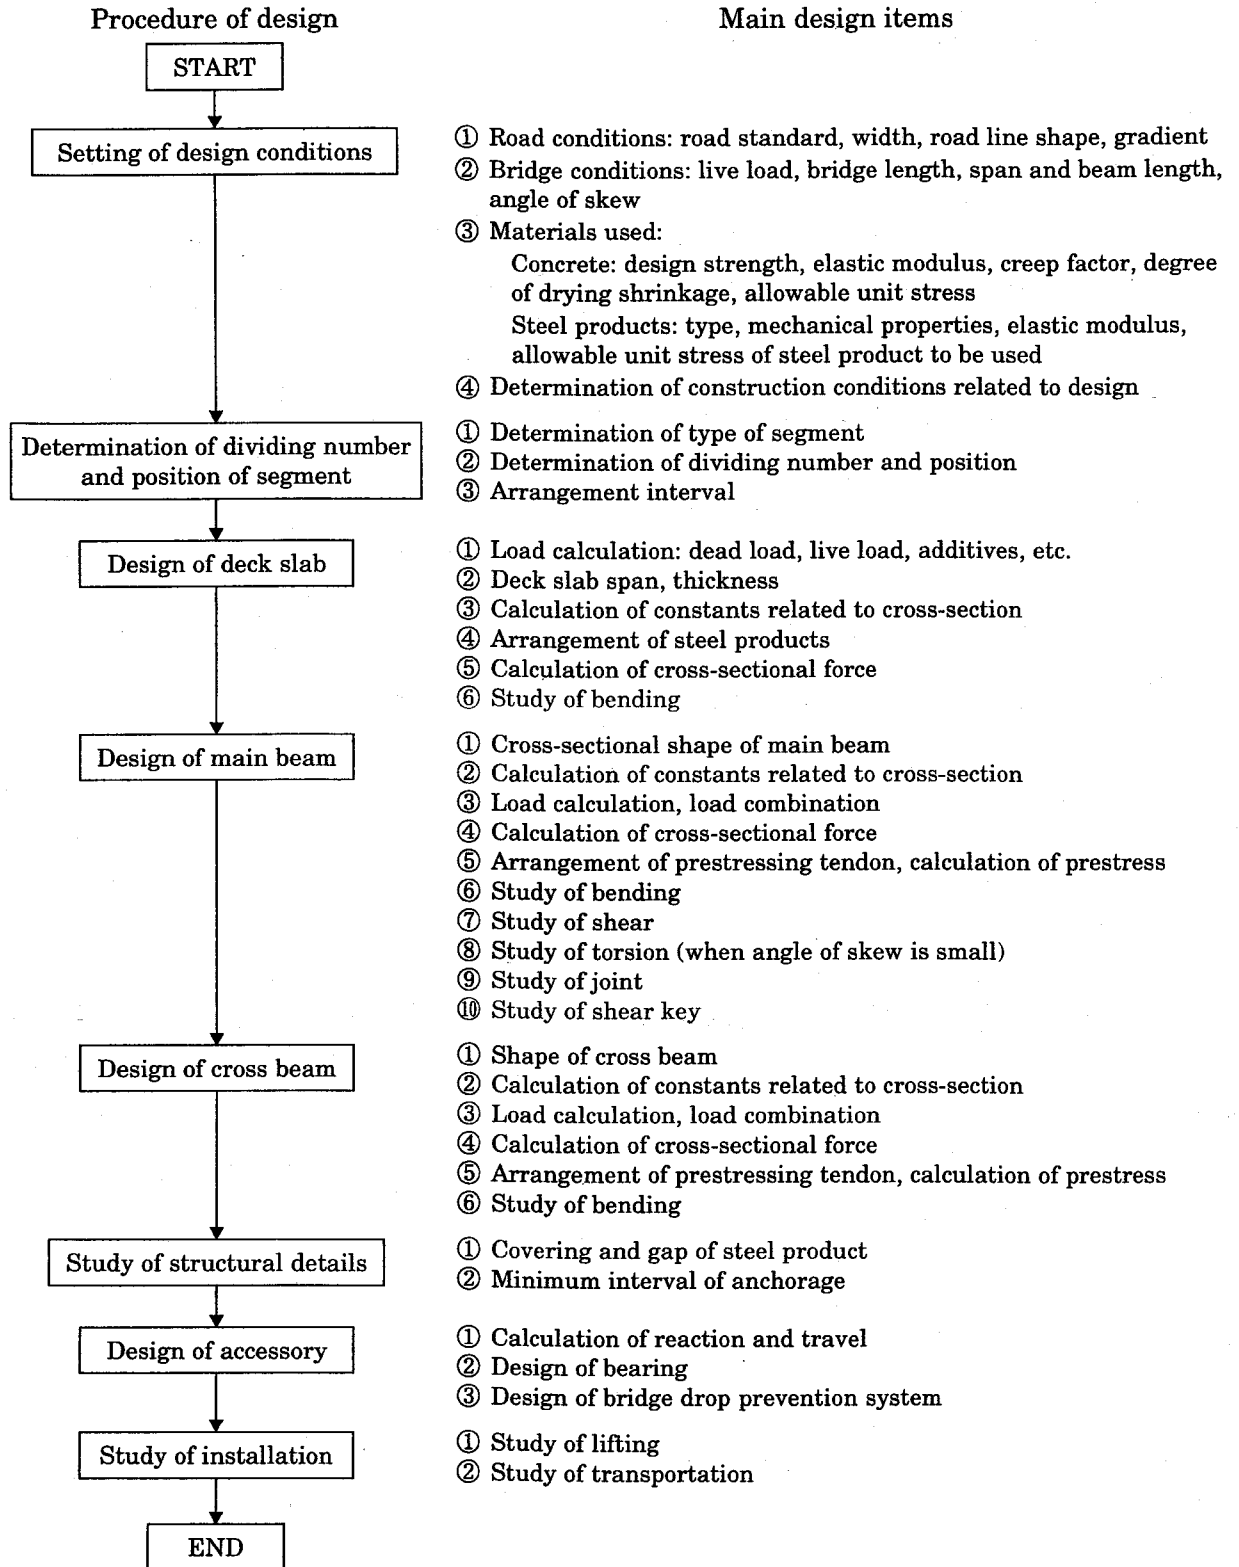 Procedure of design
Main design items
START
Setting of design conditions
① Road conditions: road standard, width, road line shape, gradient
② Bridge conditions: live load, bridge length, span and beam length,
angle of skew
③ Materials used:
Concrete: design strength, elastic modulus, creep factor, degree
of drying shrinkage, allowable unit stress
Steel products: type, mechanical properties, elastic modulus,
allowable unit stress of steel product to be used
④ Determination of construction conditions related to design
Determination of dividing number
and position of segment
① Determination of type of segment
② Determination of dividing number and position
③ Arrangement interval
Design of deck slab
① Load calculation: dead load, live load, additives, etc.
② Deck slab span, thickness
③ Calculation of constants related to cross-section
④ Arrangement of steel products
⑤ Calculation of cross-sectional force
⑥ Study of bending
Design of main beam
① Cross-sectional shape of main beam
② Calculation of constants related to cross-section
③ Load calculation, load combination
④ Calculation of cross-sectional force
⑤ Arrangement of prestressing tendon, calculation of prestress
⑥ Study of bending
⑦ Study of shear
⑧ Study of torsion (when angle of skew is small)
⑨ Study of joint
⑩ Study of shear key
Design of cross beam
① Shape of cross beam
② Calculation of constants related to cross-section
③ Load calculation, load combination
④ Calculation of cross-sectional force
⑤ Arrangement of prestressing tendon, calculation of prestress
⑥ Study of bending
Study of structural details
① Covering and gap of steel product
② Minimum interval of anchorage
Design of accessory
① Calculation of reaction and travel
② Design of bearing
③ Design of bridge drop prevention system
Study of installation
① Study of lifting
② Study of transportation
END